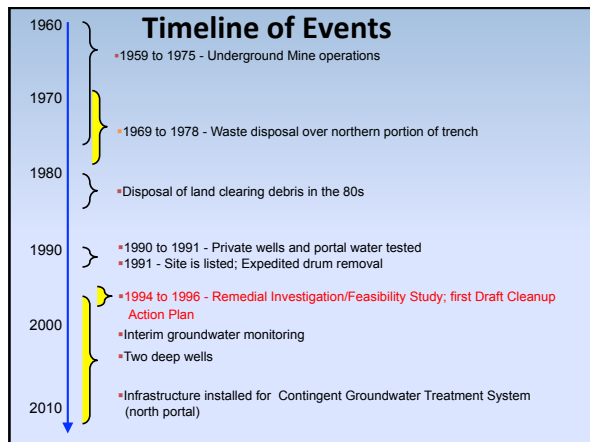 Timeline of Events
1960
▪1959 to 1975 - Underground Mine operations
1970
▪1969 to 1978 - Waste disposal over northern portion of trench
1980
▪Disposal of land clearing debris in the 80s
1990
▪1990 to 1991 - Private wells and portal water tested
▪1991 - Site is listed; Expedited drum removal
▪1994 to 1996 - Remedial Investigation/Feasibility Study; first Draft Cleanup
Action Plan
2000
▪Interim groundwater monitoring
▪Two deep wells
▪Infrastructure installed for Contingent Groundwater Treatment System
(north portal)
2010